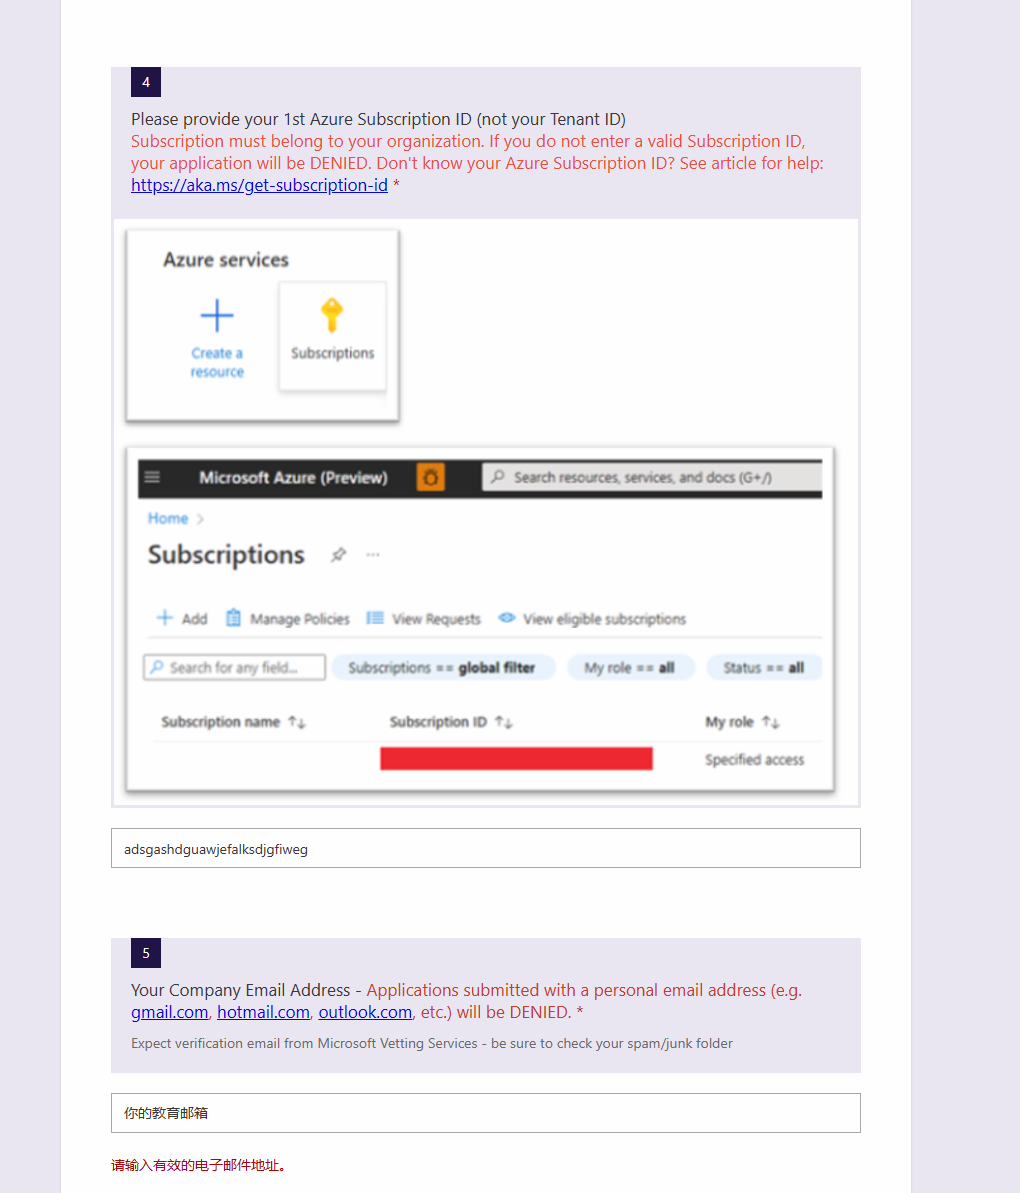 4
Please provide your 1st Azure Subscription ID (not your Tenant ID)
Subscription must belong to your organization. If you do not enter a valid Subscription ID,
your application will be DENIED. Don't know your Azure Subscription ID? See article for help:
https://aka.ms/get-subscription-id *
Azure services
Create a
resource
Subscriptions
Microsoft Azure (Preview)
Search resources, services, and docs (G+/)
Home
Subscriptions
Add Manage Policies View Requests View eligible subscriptions
Search for any field... Subscriptions == global filter My role == all Status == all
Subscription name ↑↓ Subscription ID ↑↓ My role ↑↓
Specified access
adsgashdguawjefalksdjgfiweg
5
Your Company Email Address - Applications submitted with a personal email address (e.g.
gmail.com, hotmail.com, outlook.com, etc.) will be DENIED. *
Expect verification email from Microsoft Vetting Services - be sure to check your spam/junk folder
你的教育邮箱
请输入有效的电子邮件地址。